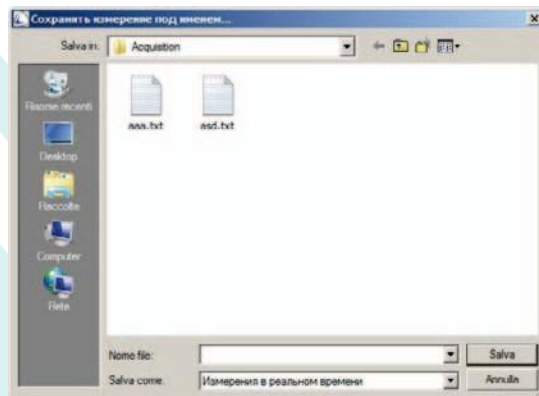 Сохранить измерение под именем...
Salva in:
Acquisition
Risorse recenti
Desktop
Raccolte
Computer
Rete
aaa.txt
asd.txt
Nome file:
Salva
Salva come:
Измерения в реальном времени
Annulla